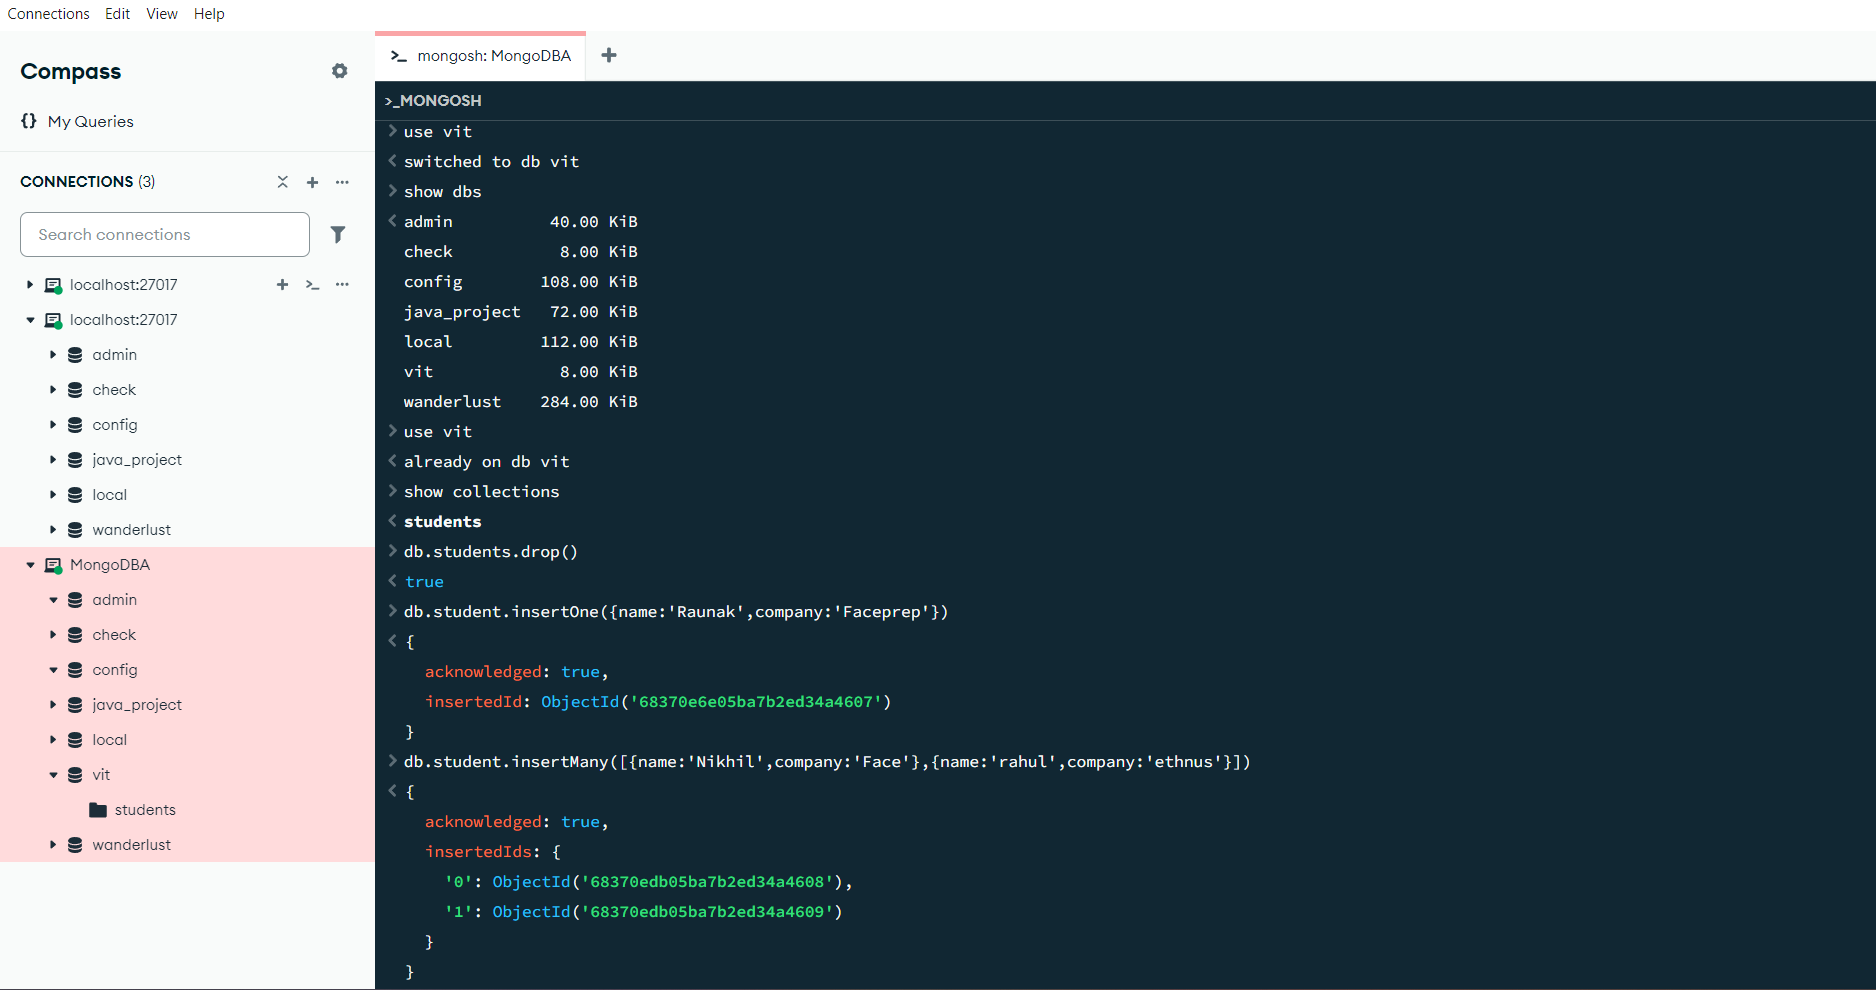 Connections Edit View Help
Compass
{} My Queries
CONNECTIONS (3)
Search connections
localhost:27017
localhost:27017
admin
check
config
java_project
local
wanderlust
MongoDBA
admin
check
config
java_project
local
vit
students
wanderlust
>_ mongosh: MongoDBA +
>_MONGOSH
> use vit
< switched to db vit
> show dbs
< admin 40.00 KiB
check 8.00 KiB
config 108.00 KiB
java_project 72.00 KiB
local 112.00 KiB
vit 8.00 KiB
wanderlust 284.00 KiB
> use vit
< already on db vit
> show collections
< students
> db.students.drop()
< true
> db.student.insertOne({name:'Raunak',company:'Faceprep'})
< {
acknowledged: true,
insertedId: ObjectId('68370e6e05ba7b2ed34a4607')
}
> db.student.insertMany([{name:'Nikhil',company:'Face'},{name:'rahul',company:'ethnus'}])
< {
acknowledged: true,
insertedIds: {
'0': ObjectId('68370edb05ba7b2ed34a4608'),
'1': ObjectId('68370edb05ba7b2ed34a4609')
}
}